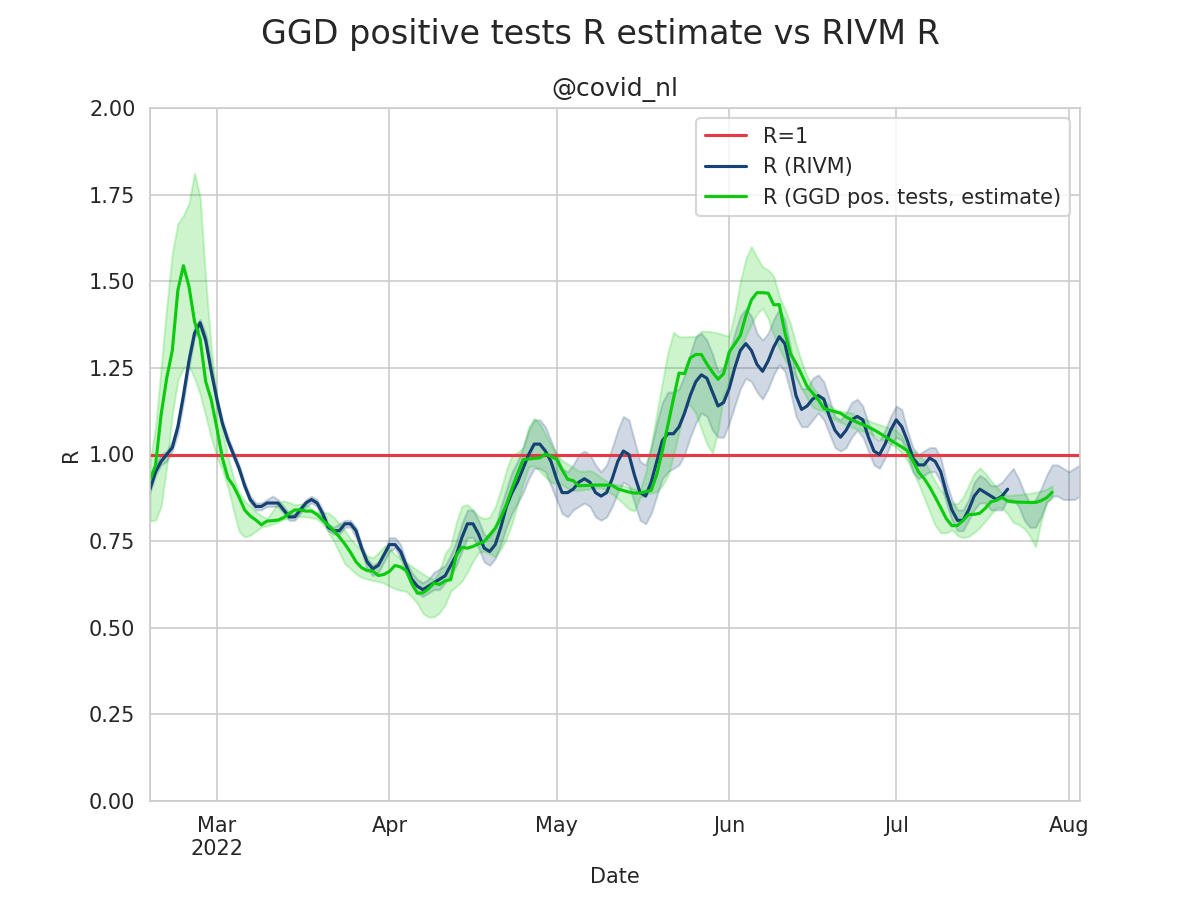 GGD positive tests R estimate vs RIVM R
@covid_nl
2.00
1.75
1.50
1.25
1.00
0.75
0.50
0.25
0.00
R
R=1
R (RIVM)
R (GGD pos. tests, estimate)
Mar
2022
Apr
May
Jun
Jul
Aug
Date